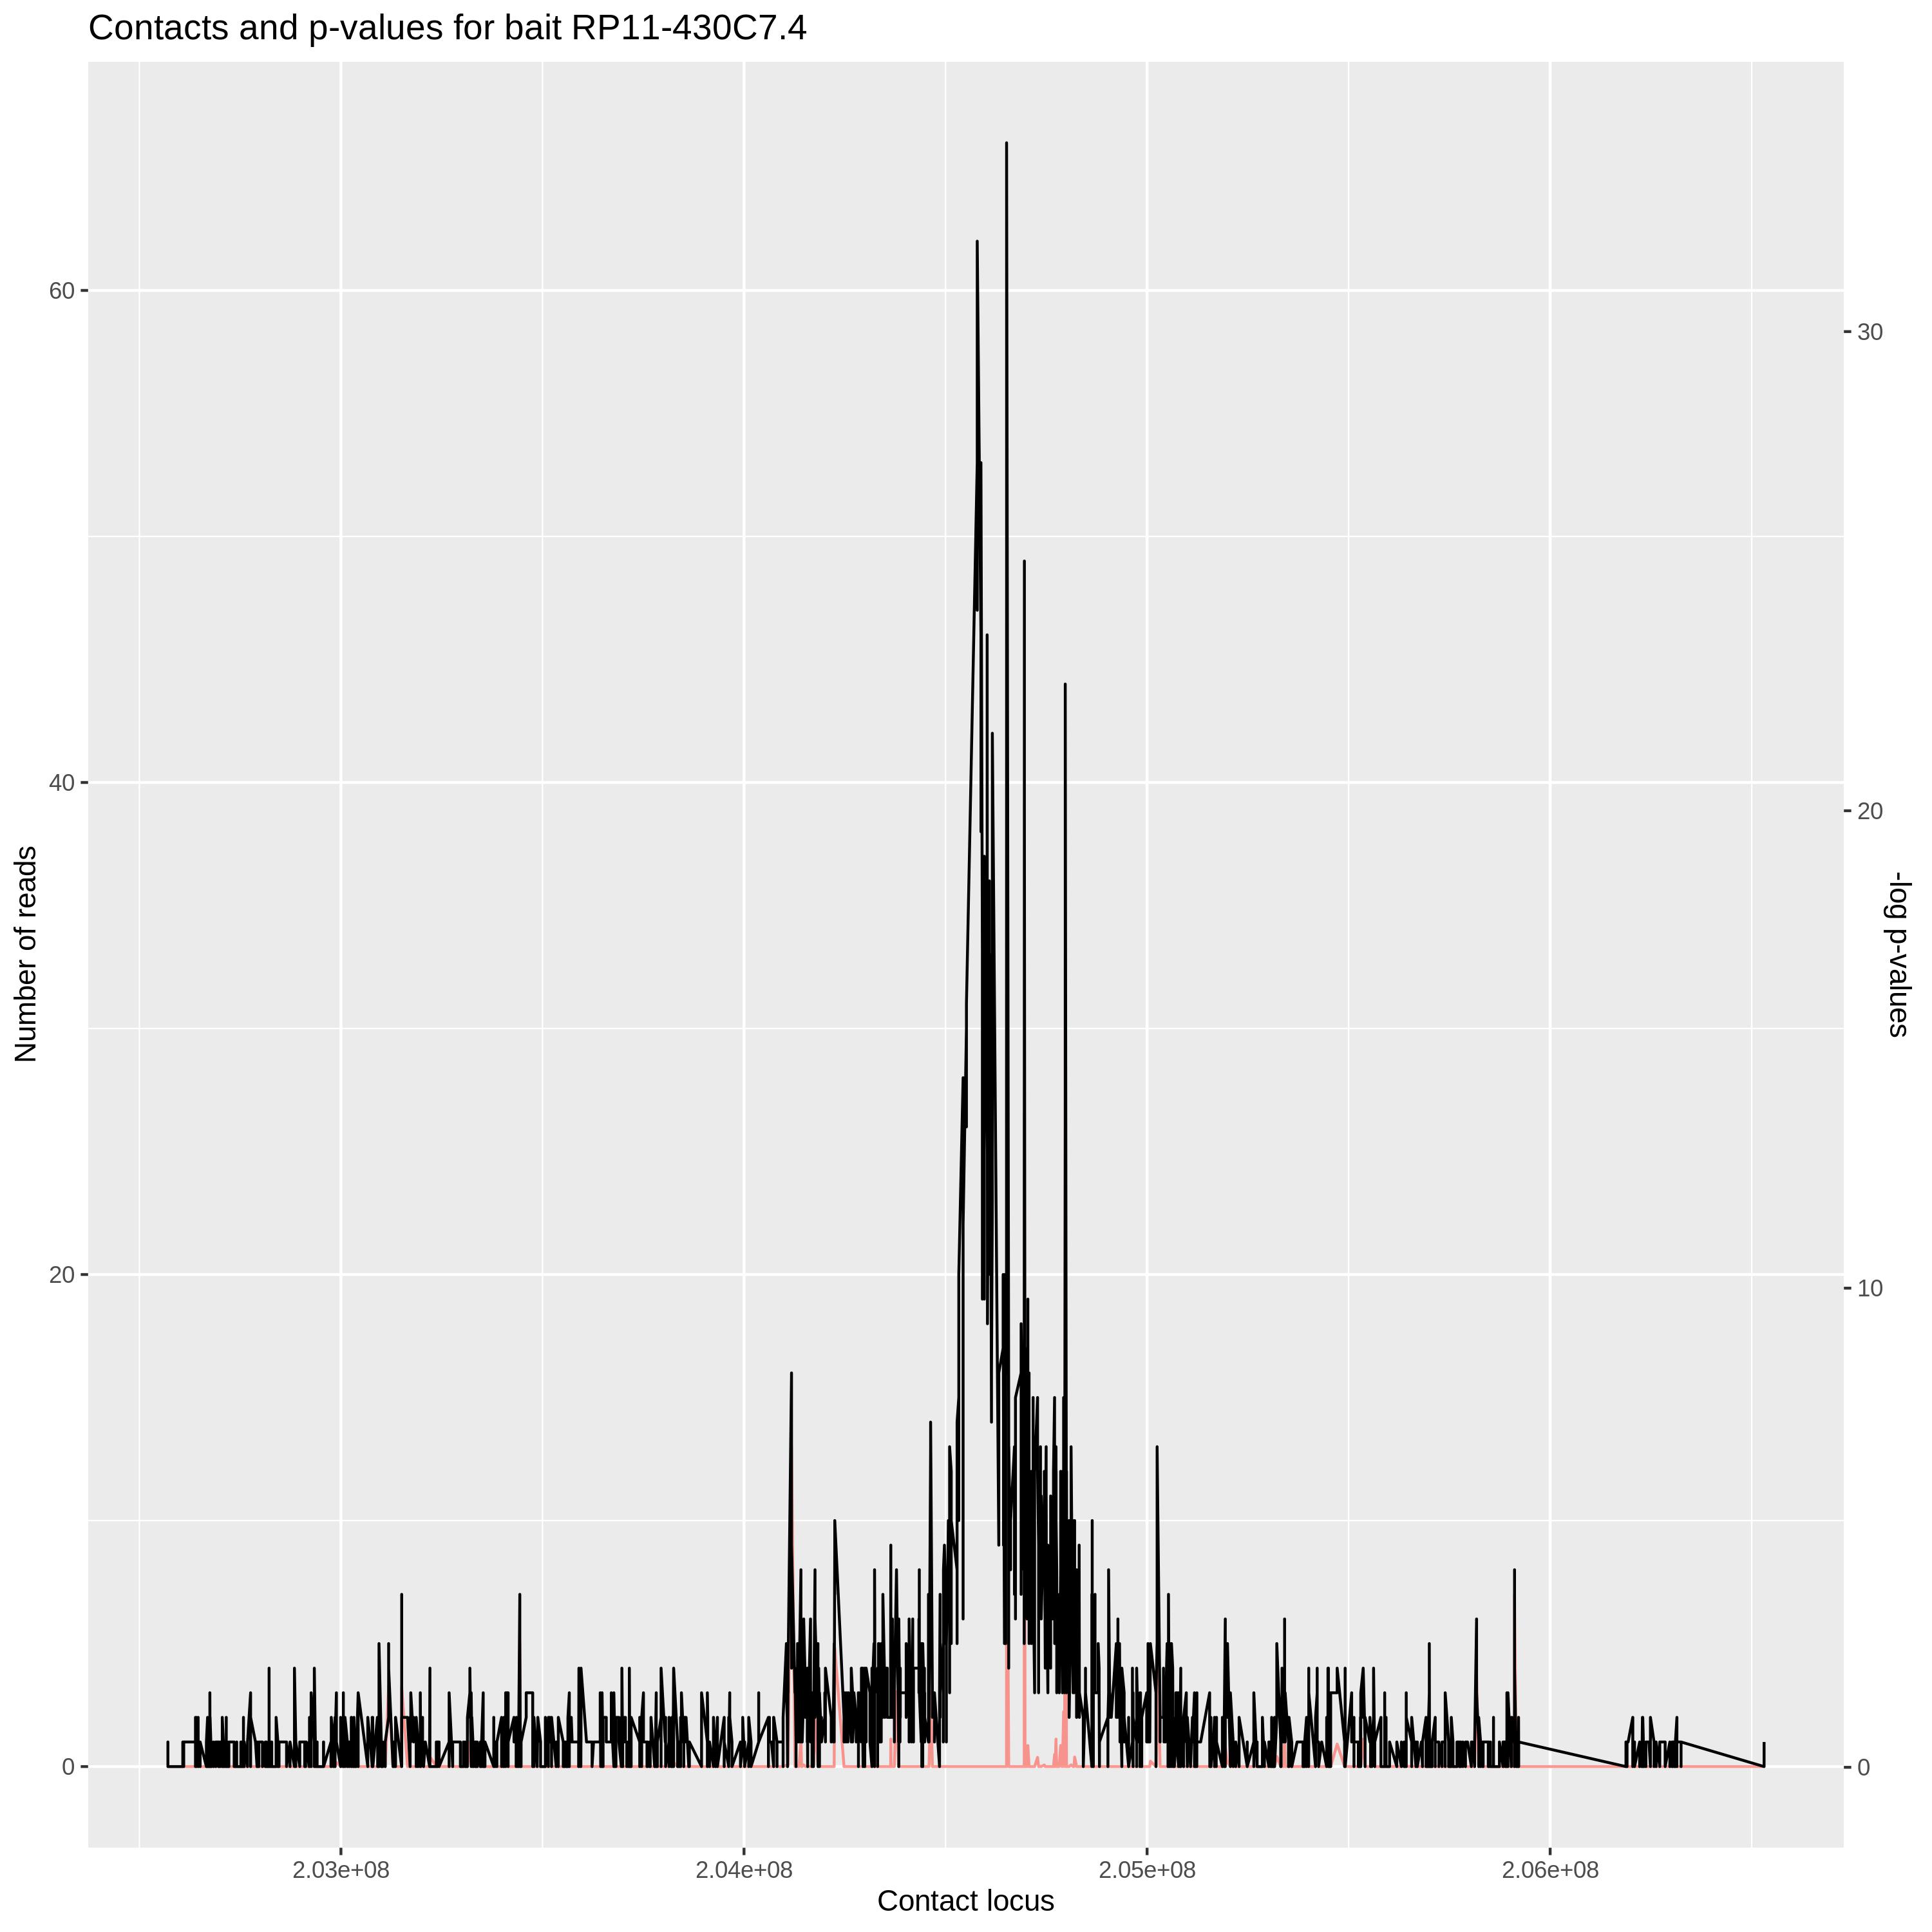 Contacts and p-values for bait RP11-430C7.4
60
40
20
0
30
20
10
0
Number of reads
-log p-values
2.03e+08
2.04e+08
2.05e+08
2.06e+08
Contact locus